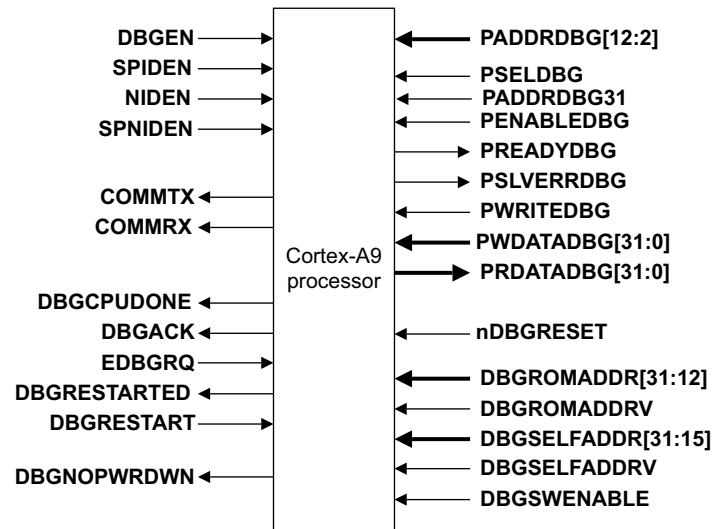 DBGEN
SPIDEN
NIDEN
SPNIDEN
COMMTX
COMMRX
DBGCPUDONE
DBGACK
EDBGRQ
DBGRESTARTED
DBGRESTART
DBGNOPWRDWN
Cortex-A9
processor
PADDRDBG[12:2]
PSELDBG
PADDRDBG31
PENABLEDBG
PREADYDBG
PSLVERRDBG
PWRITEDBG
PWDATADBG[31:0]
PRDATADBG[31:0]
nDBGRESET
DBGROMADDR[31:12]
DBGROMADDRV
DBGSELFADDR[31:15]
DBGSELFADDRV
DBGSWENABLE